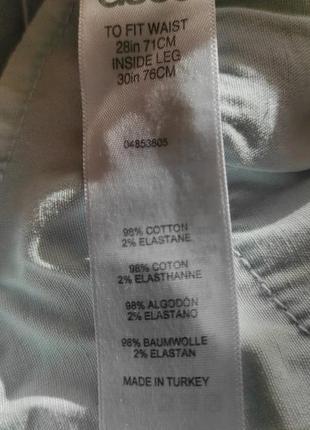 TO FIT WAIST
28in 71CM
INSIDE LEG
30in 76CM
04853805
98% COTTON
2% ELASTANE
98% COTON
2% ELASTHANNE
98% ALGODÓN
2% ELASTANO
98% BAUMWOLLE
2% ELASTAN
MADE IN TURKEY